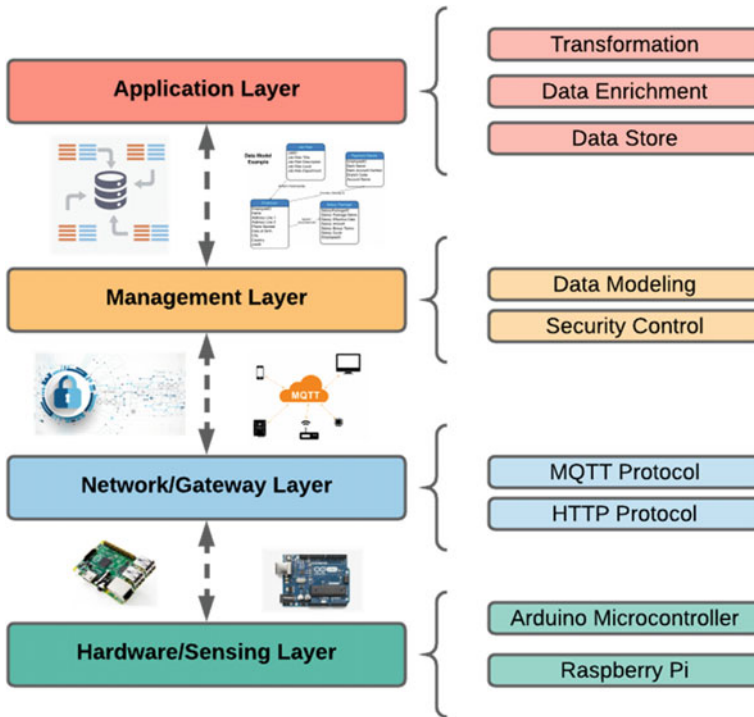 Transformation
Application Layer
Data Enrichment
Data Store
Data Model
Example
Management Layer
Data Modeling
Security Control
MQTT
Network/Gateway Layer
MQTT Protocol
HTTP Protocol
Hardware/Sensing Layer
Arduino Microcontroller
Raspberry Pi